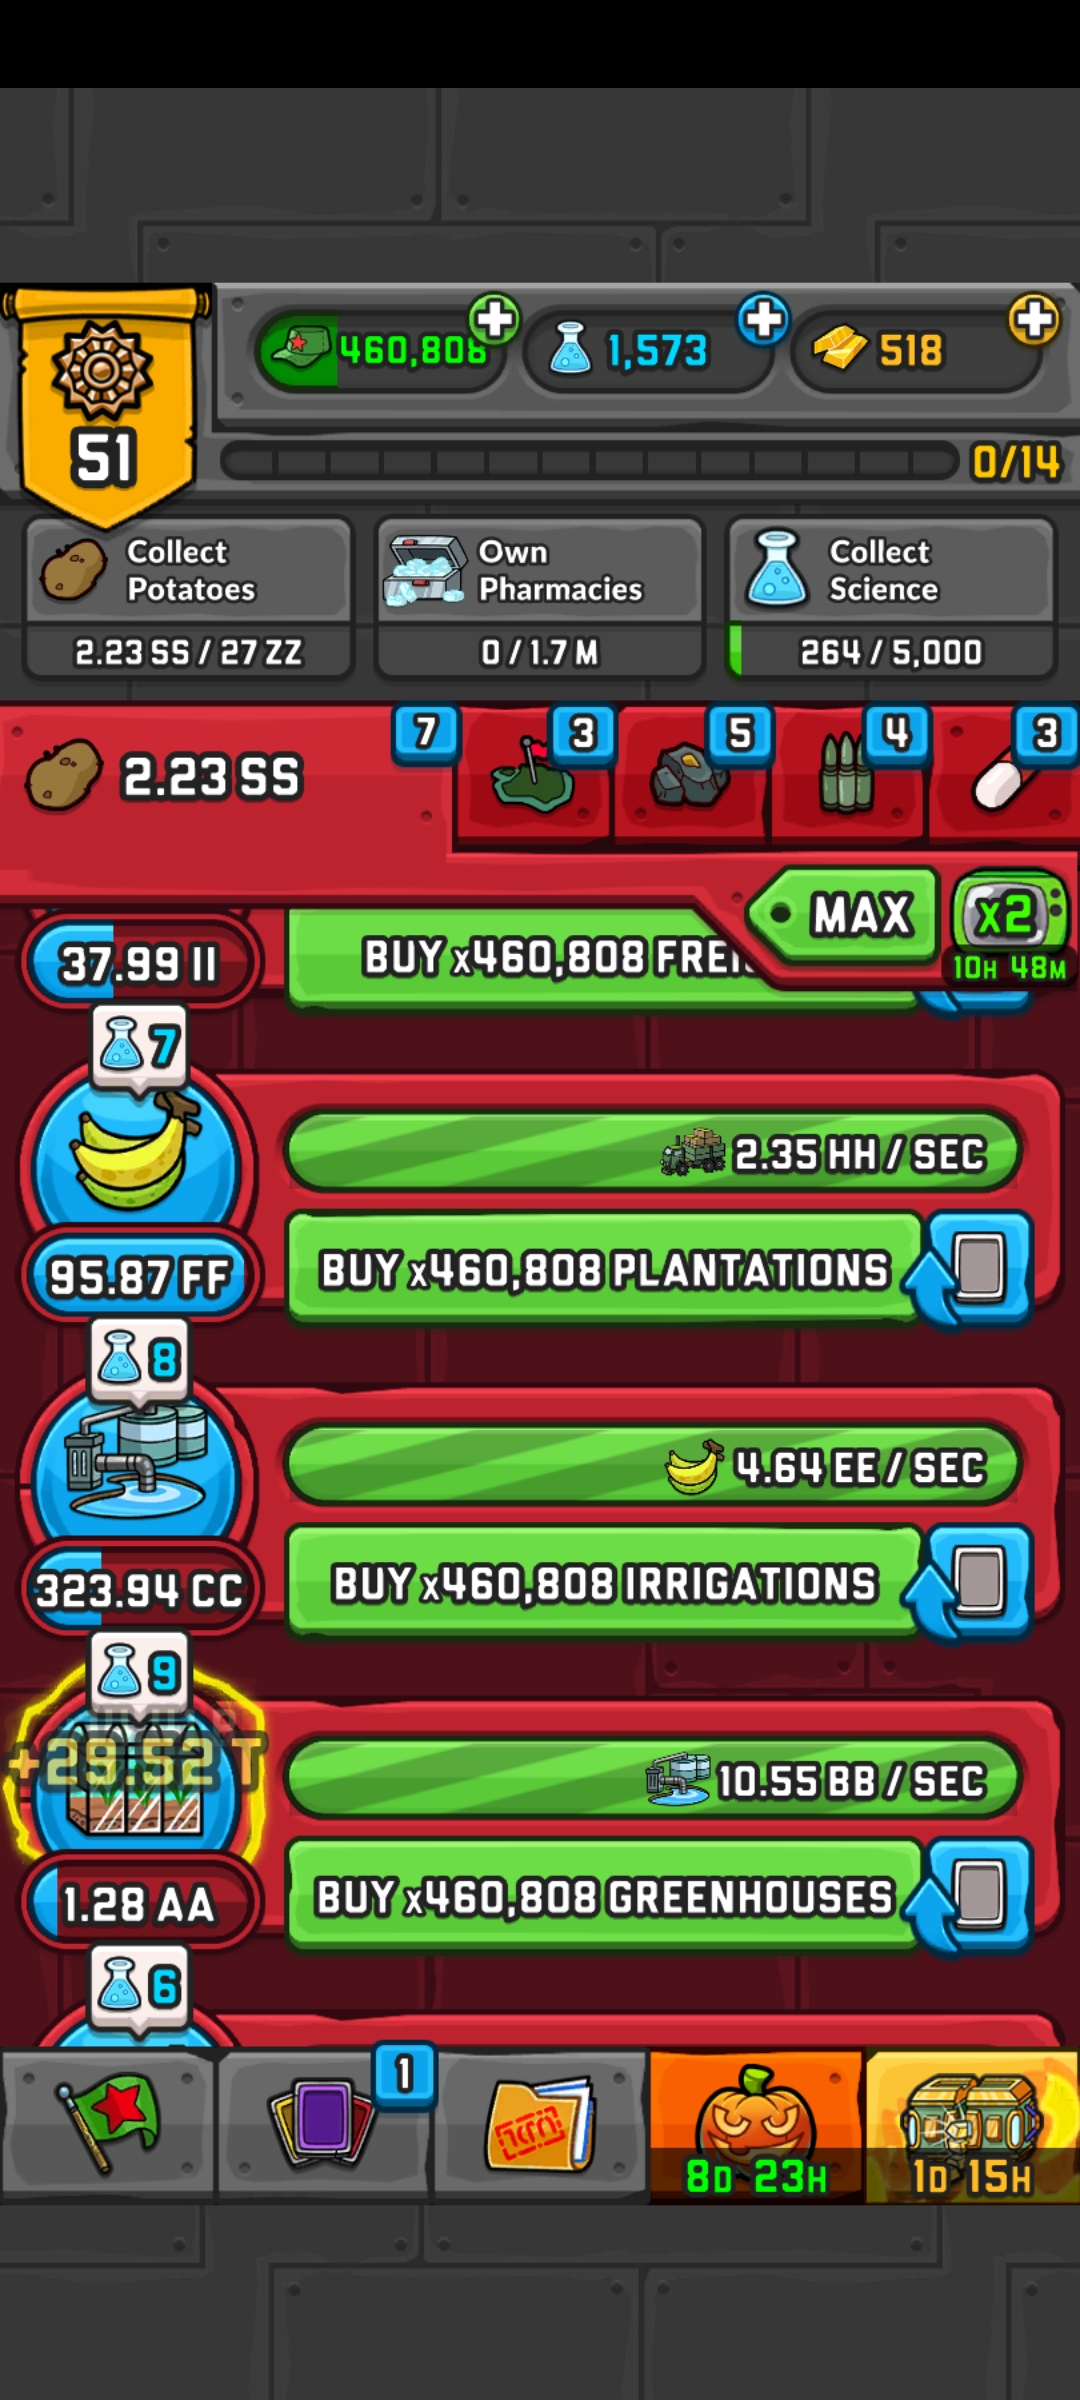 460,808
1,573
518
51
0/14
Collect
Potatoes
Own
Pharmacies
Collect
Science
2.23 SS / 27 ZZ
0 / 1.7 M
264 / 5,000
7
3
5
4
3
2.23 SS
MAX
x2
10H 48M
37.99 II
BUY x460,808
7
2.35 HH / SEC
95.87 FF
BUY x460,808 PLANTATIONS
8
4.64 EE / SEC
323.94 CC
BUY x460,808 IRRIGATIONS
9
+29.52 T
10.55 BB / SEC
1.28 AA
BUY x460,808 GREENHOUSES
6
1
8D 23H
1D 15H